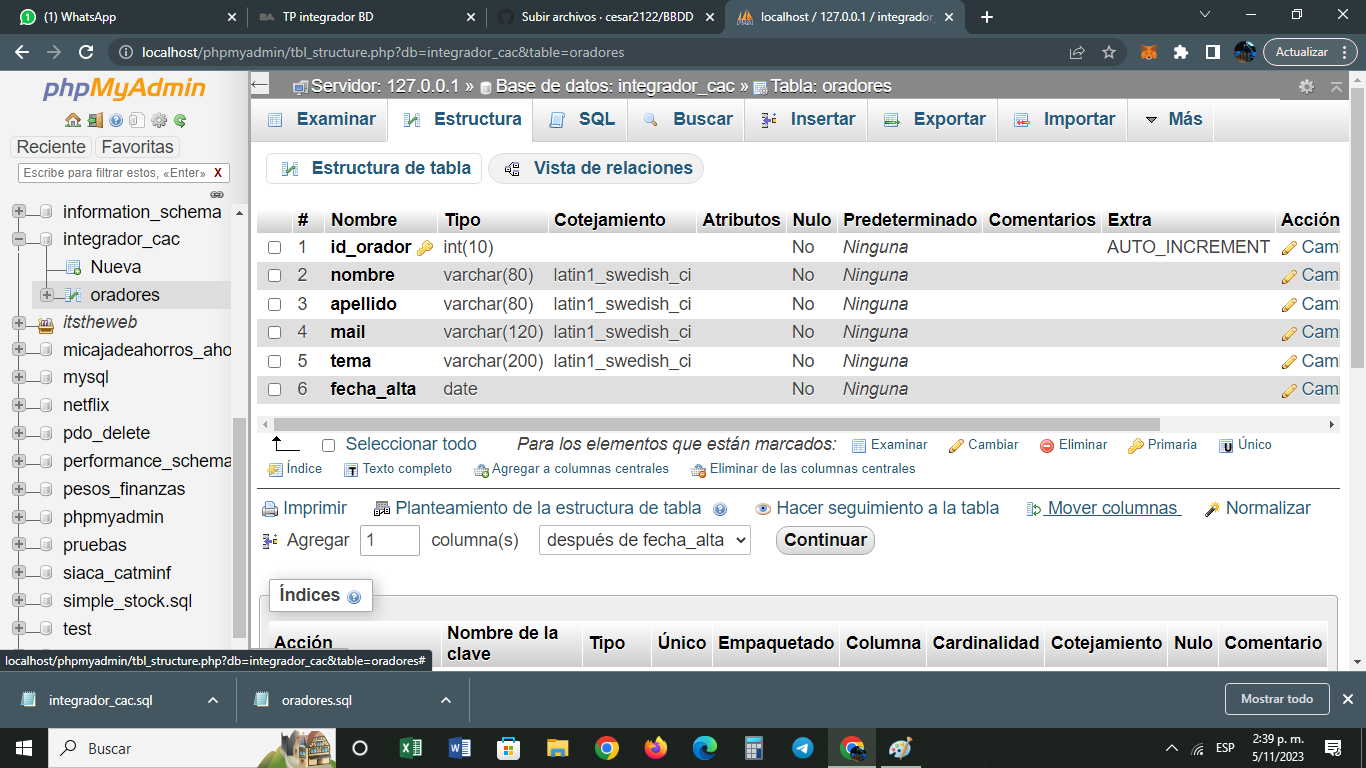 (1) WhatsApp
TP integrador BD
Subir archivos · cesar2122/BBDD
localhost / 127.0.0.1 / integrador_
localhost/phpmyadmin/tbl_structure.php?db=integrador_cac&table=oradores
Actualizar
phpMyAdmin
Reciente Favoritas
Escribe para filtrar estos, «Enter» X
information_schema
integrador_cac
Nueva
oradores
itstheweb
micajadeahorros_aho
mysql
netflix
pdo_delete
performance_schema
pesos_finanzas
phpmyadmin
pruebas
siaca_catminf
simple_stock.sql
test
Servidor: 127.0.0.1 » Base de datos: integrador_cac » Tabla: oradores
Examinar Estructura SQL Buscar Insertar Exportar Importar Más
Estructura de tabla Vista de relaciones
# Nombre Tipo Cotejamiento Atributos Nulo Predeterminado Comentarios Extra Acción
1 id_orador int(10) No Ninguna AUTO_INCREMENT Cam
2 nombre varchar(80) latin1_swedish_ci No Ninguna Cam
3 apellido varchar(80) latin1_swedish_ci No Ninguna Cam
4 mail varchar(120) latin1_swedish_ci No Ninguna Cam
5 tema varchar(200) latin1_swedish_ci No Ninguna Cam
6 fecha_alta date No Ninguna Cam
Seleccionar todo Para los elementos que están marcados: Examinar Cambiar Eliminar Primaria Único
Índice Texto completo Agregar a columnas centrales Eliminar de las columnas centrales
Imprimir Planteamiento de la estructura de tabla Hacer seguimiento a la tabla Mover columnas Normalizar
Agregar 1 columna(s) después de fecha_alta Continuar
Índices
Acción Nombre de la clave Tipo Único Empaquetado Columna Cardinalidad Cotejamiento Nulo Comentario
localhost/phpmyadmin/tbl_structure.php?db=integrador_cac&table=oradores#
integrador_cac.sql
oradores.sql
Mostrar todo
Buscar
ESP
2:39 p. m.
5/11/2023